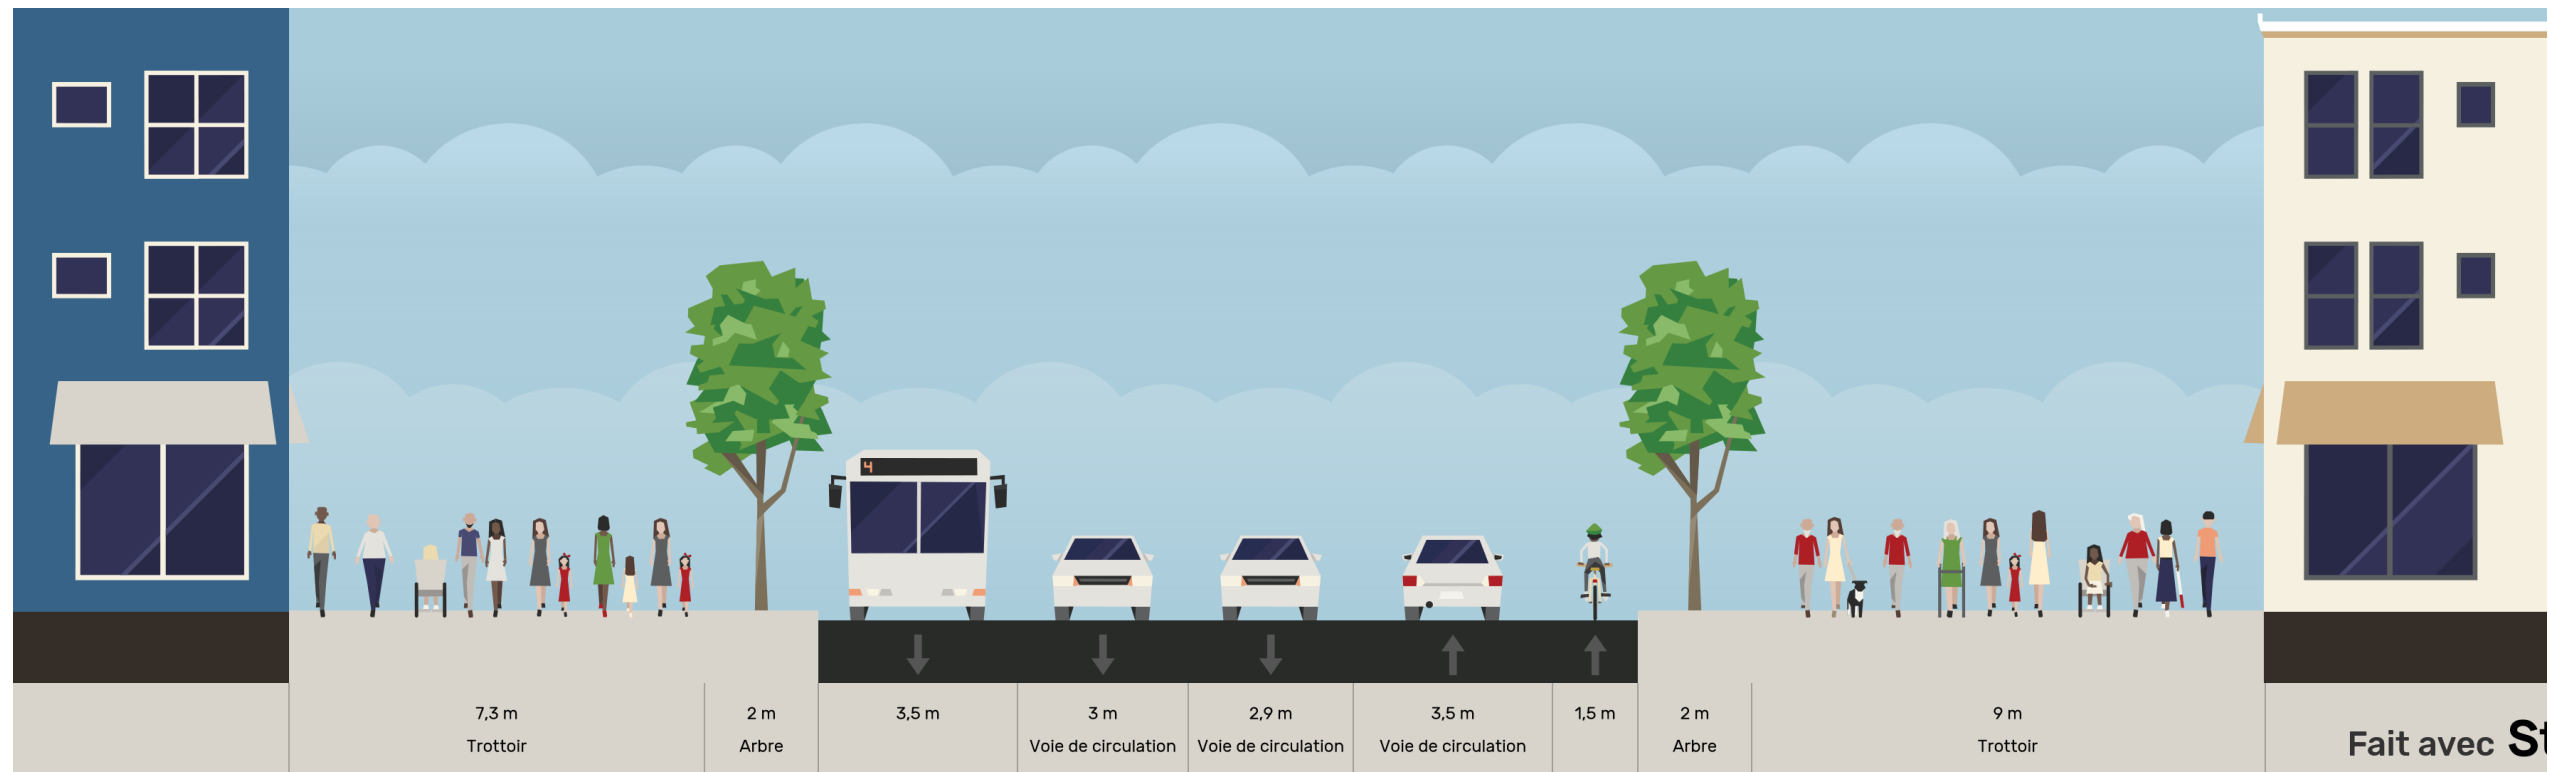 4
7,3 m
Trottoir
2 m
Arbre
3,5 m
3 m
Voie de circulation
2,9 m
Voie de circulation
3,5 m
Voie de circulation
1,5 m
2 m
Arbre
9 m
Trottoir
Fait avec